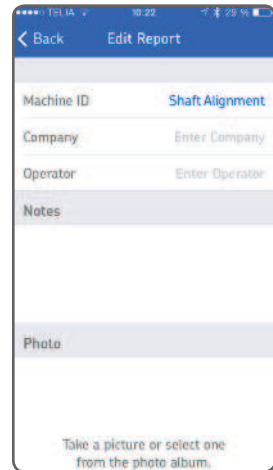 TELIA 10:22 29 %
Back Edit Report
Machine ID Shaft Alignment
Company Enter Company
Operator Enter Operator
Notes
Photo
Take a picture or select one
from the photo album.